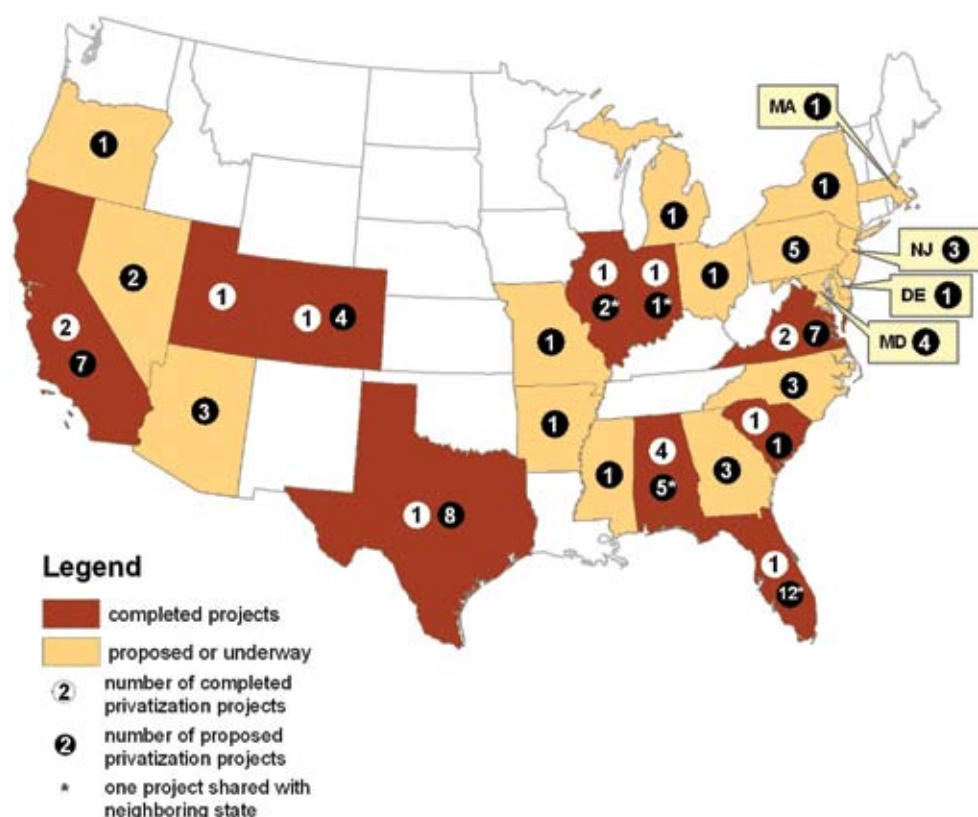 MA 1
1
1
1
NJ 3
5
1
1
1
2
1
DE 1
2*
1*
1
4
2
7
MD 4
2
1
7
3
3
1
1
1
4
1
3
1
5*
1
8
1
12*
Legend
completed projects
proposed or underway
2 number of completed
privatization projects
2 number of proposed
privatization projects
* one project shared with
neighboring state